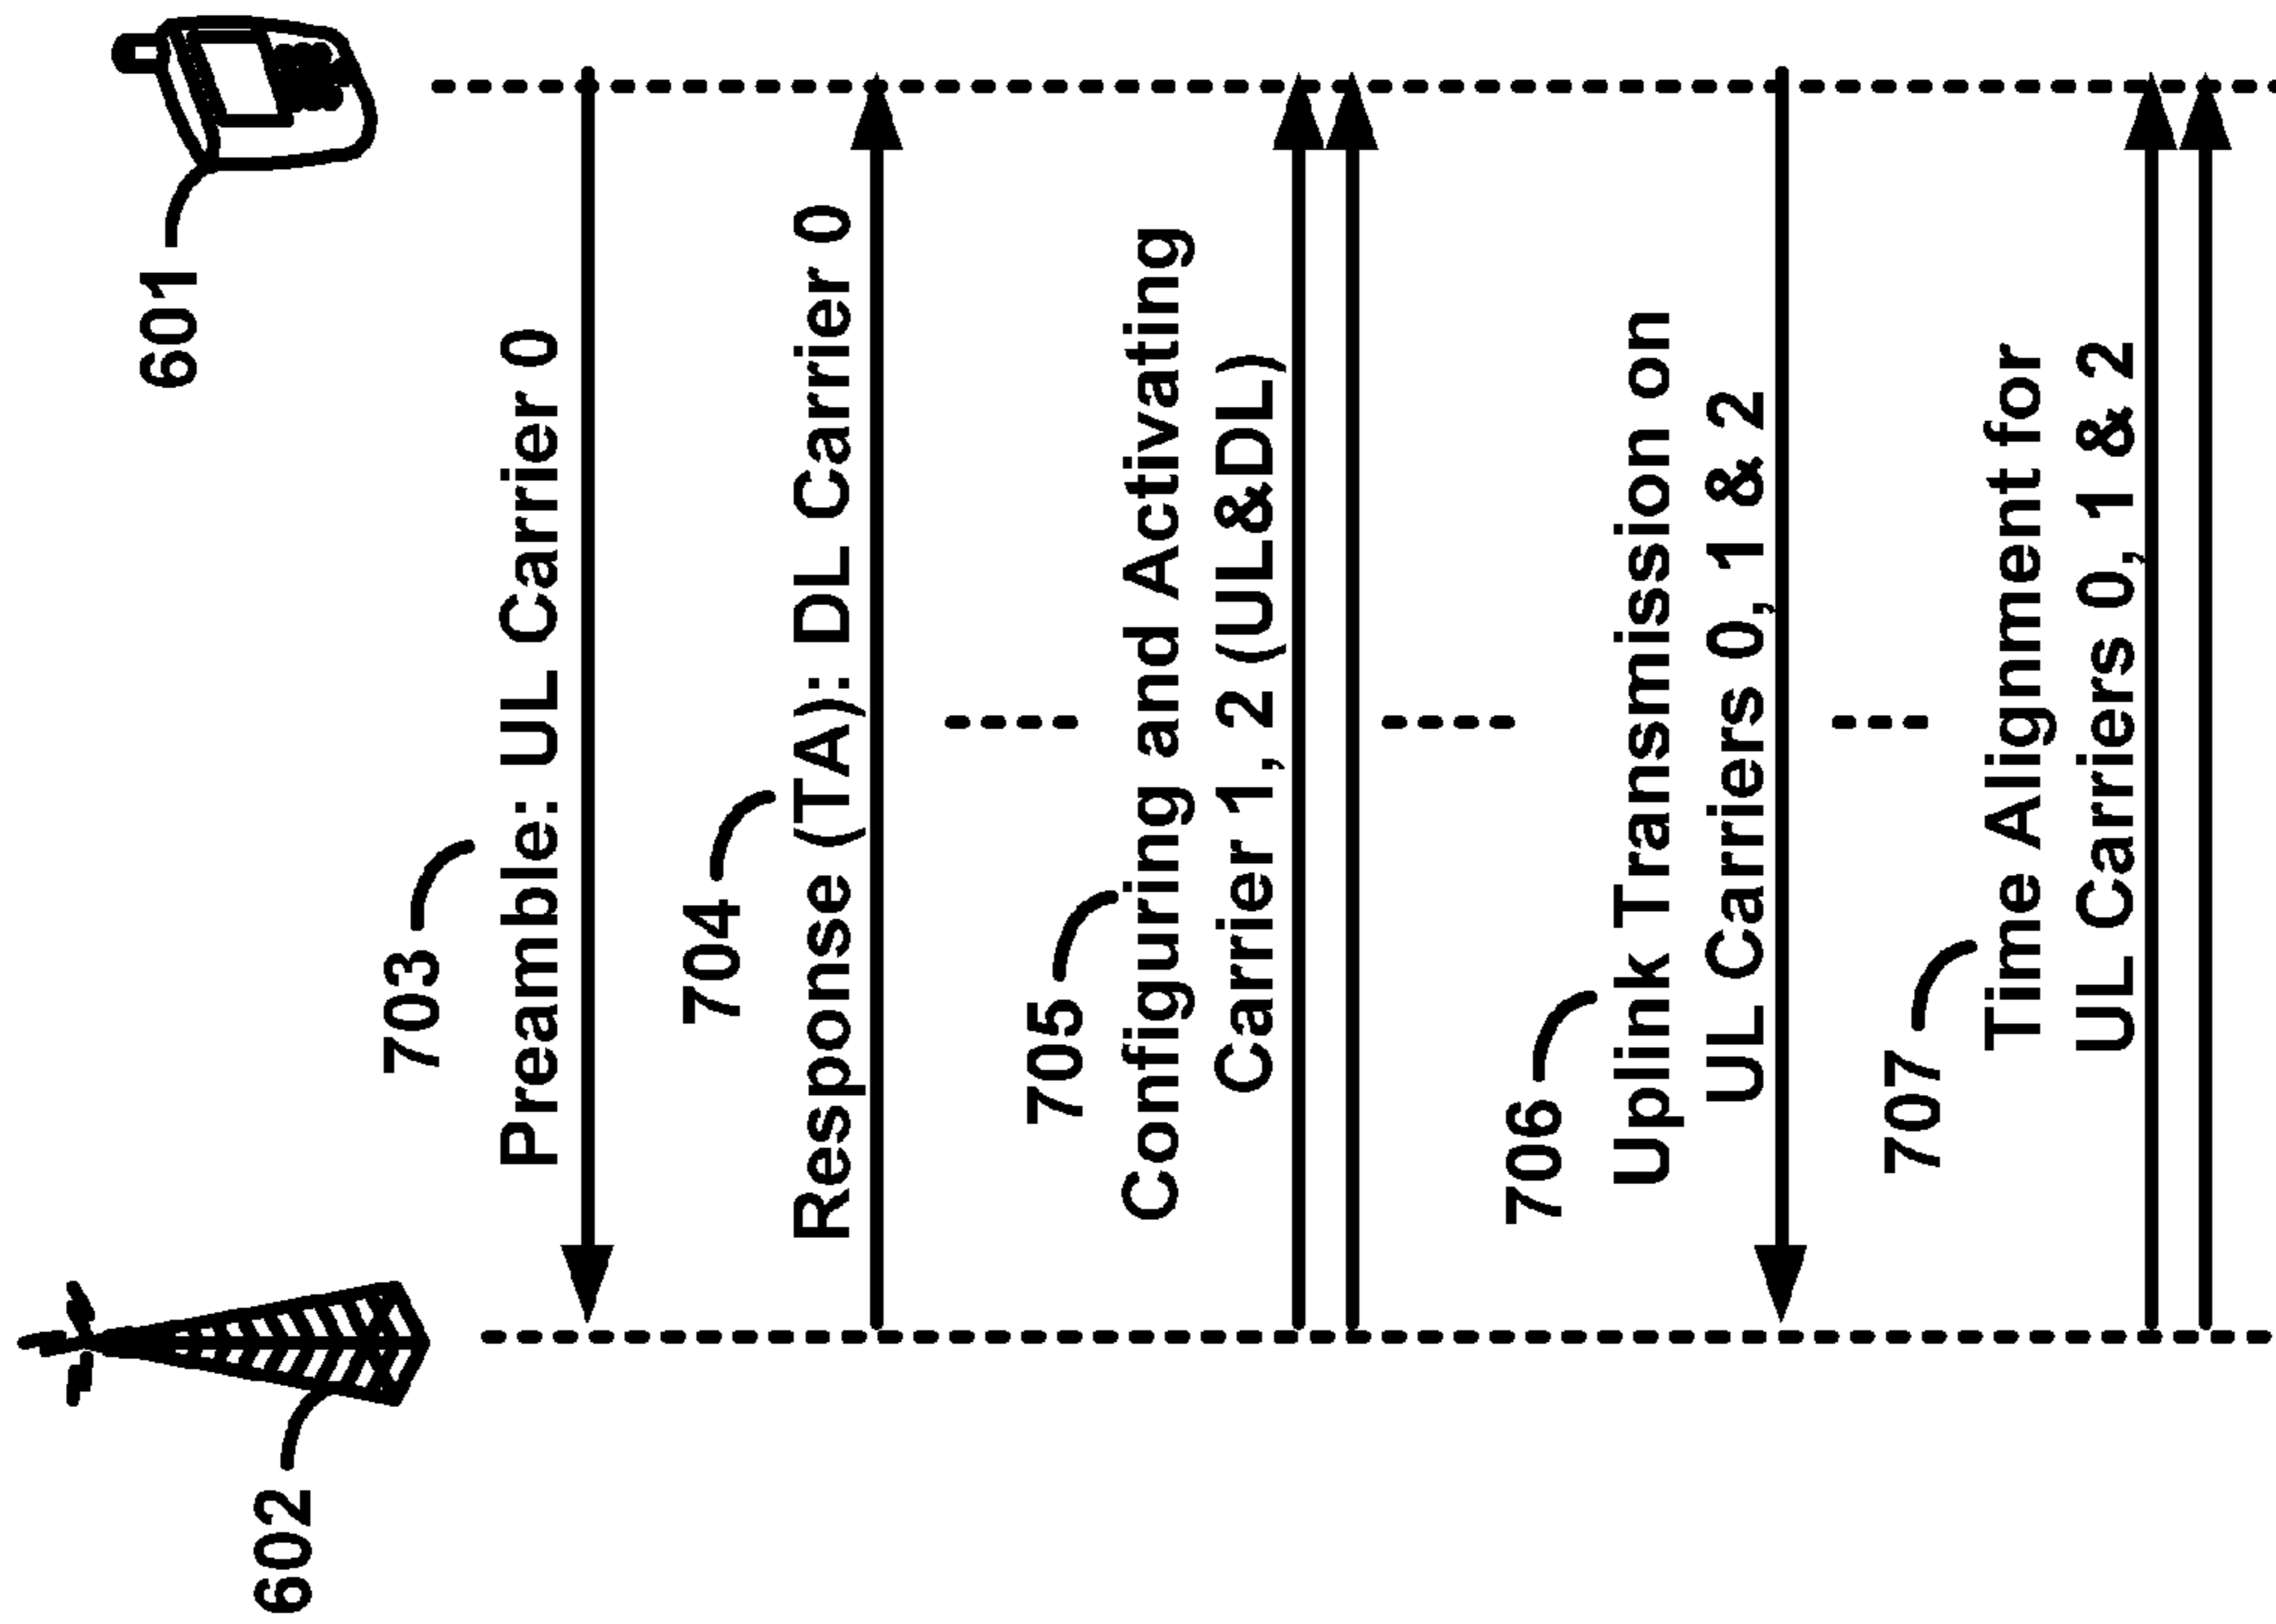 602
601
703
Preamble: UL Carrier 0
704
Response (TA): DL Carrier 0
705
Configuring and Activating
Carrier 1, 2 (UL&DL)
706
Uplink Transmission on
UL Carriers 0, 1 & 2
707
Time Alignment for
UL Carriers 0, 1 & 2